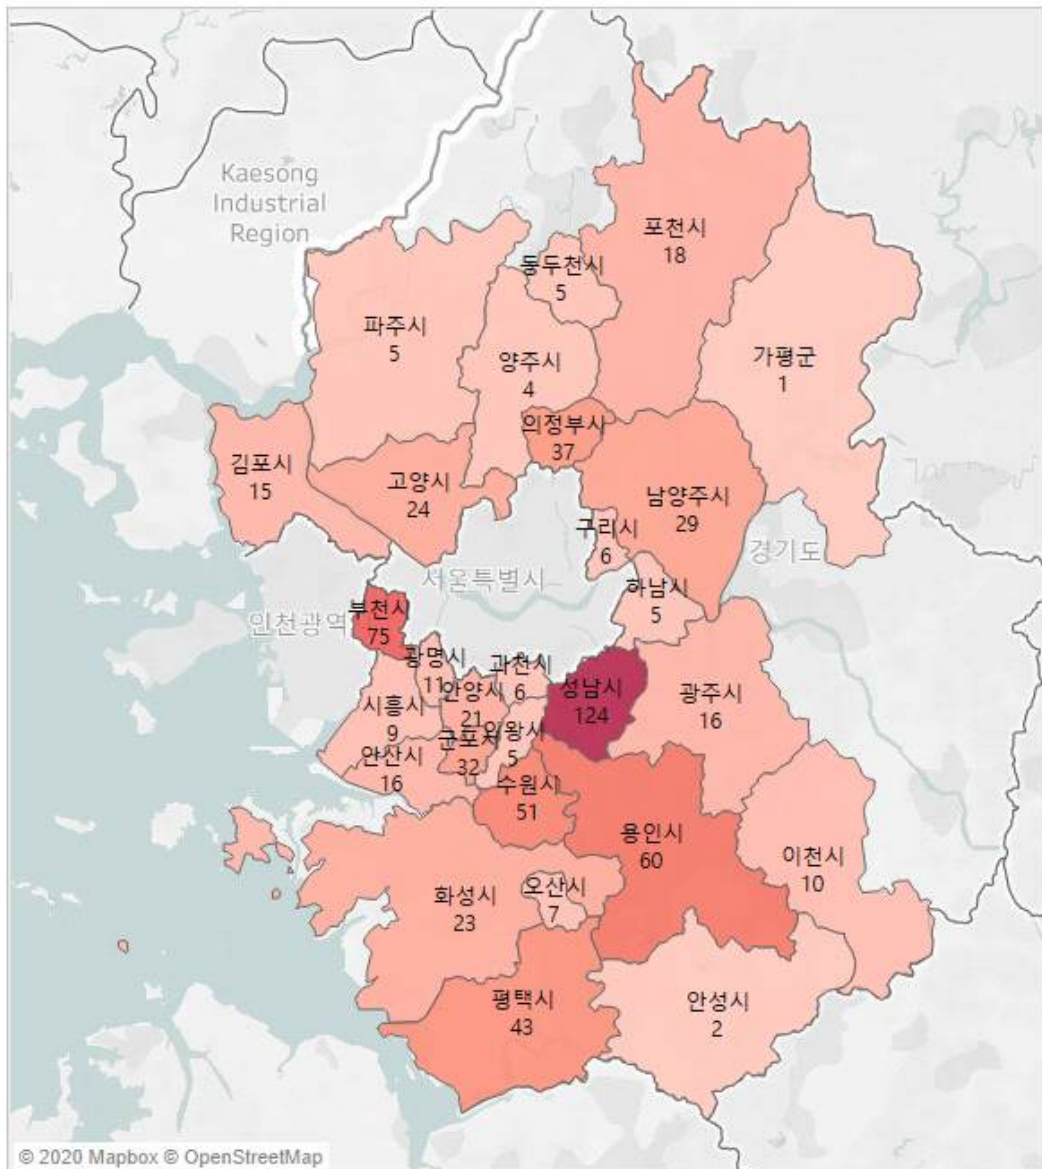 Kaesong
Industrial
Region
포천시
18
동두천시
5
파주시
5
양주시
4
가평군
1
의정부시
37
김포시
15
고양시
24
남양주시
29
구리시
6
경기도
서울특별시
하남시
5
인천광역
부천시
75
광명시
11
과천시
6
성남시
124
안양시
21
광주시
16
시흥시
9
의왕시
5
군포시
32
안산시
16
수원시
51
용인시
60
이천시
10
화성시
23
오산시
7
평택시
43
안성시
2
© 2020 Mapbox © OpenStreetMap